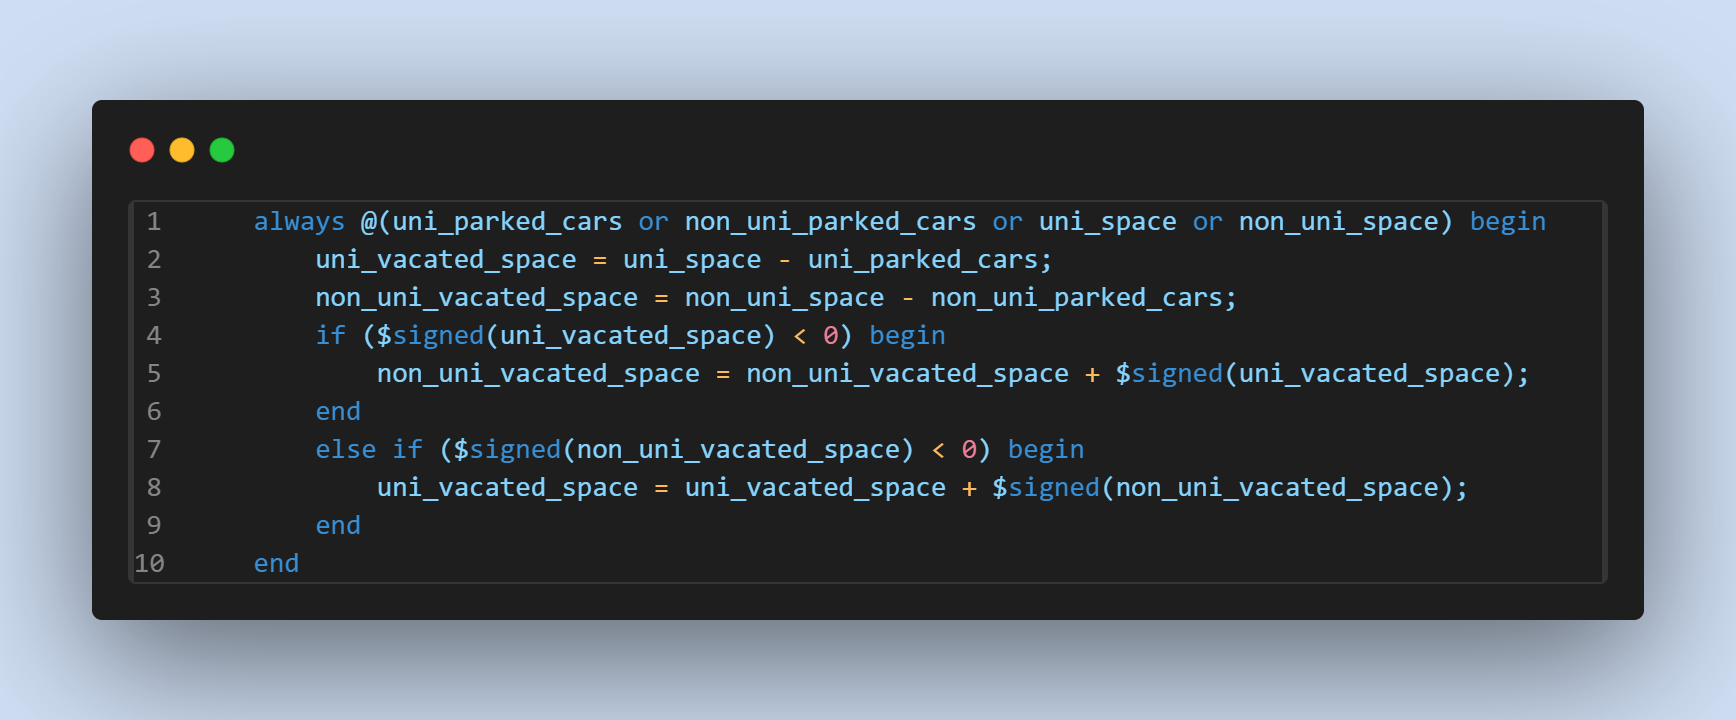 1 always @(uni_parked_cars or non_uni_parked_cars or uni_space or non_uni_space) begin
2 uni_vacated_space = uni_space - uni_parked_cars;
3 non_uni_vacated_space = non_uni_space - non_uni_parked_cars;
4 if ($signed(uni_vacated_space) < 0) begin
5 non_uni_vacated_space = non_uni_vacated_space + $signed(uni_vacated_space);
6 end
7 else if ($signed(non_uni_vacated_space) < 0) begin
8 uni_vacated_space = uni_vacated_space + $signed(non_uni_vacated_space);
9 end
10 end